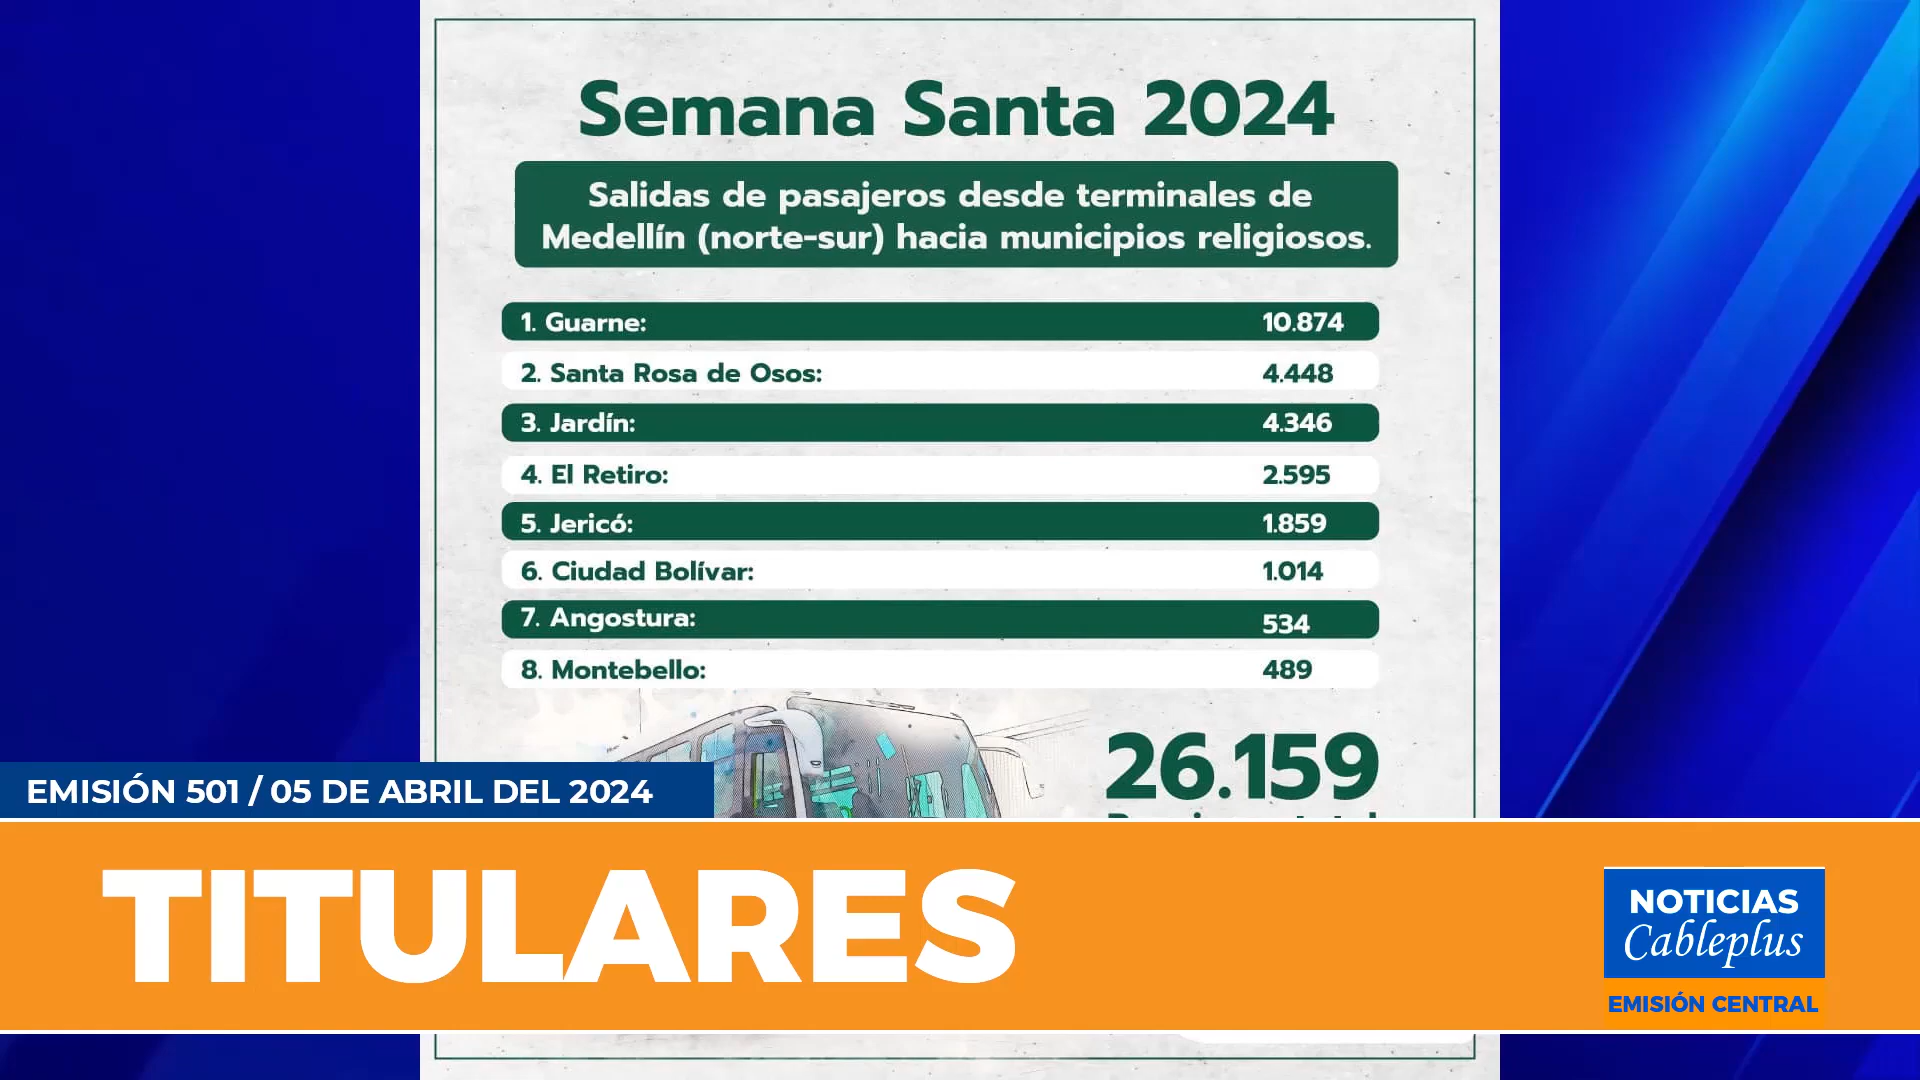 Semana Santa 2024
Salidas de pasajeros desde terminales de
Medellín (norte-sur) hacia municipios religiosos.
1. Guarne: 10.874
2. Santa Rosa de Osos: 4.448
3. Jardín: 4.346
4. El Retiro: 2.595
5. Jericó: 1.859
6. Ciudad Bolívar: 1.014
7. Angostura: 534
8. Montebello: 489
26.159
EMISIÓN 501 / 05 DE ABRIL DEL 2024
TITULARES
NOTICIAS
Cableplus
EMISIÓN CENTRAL